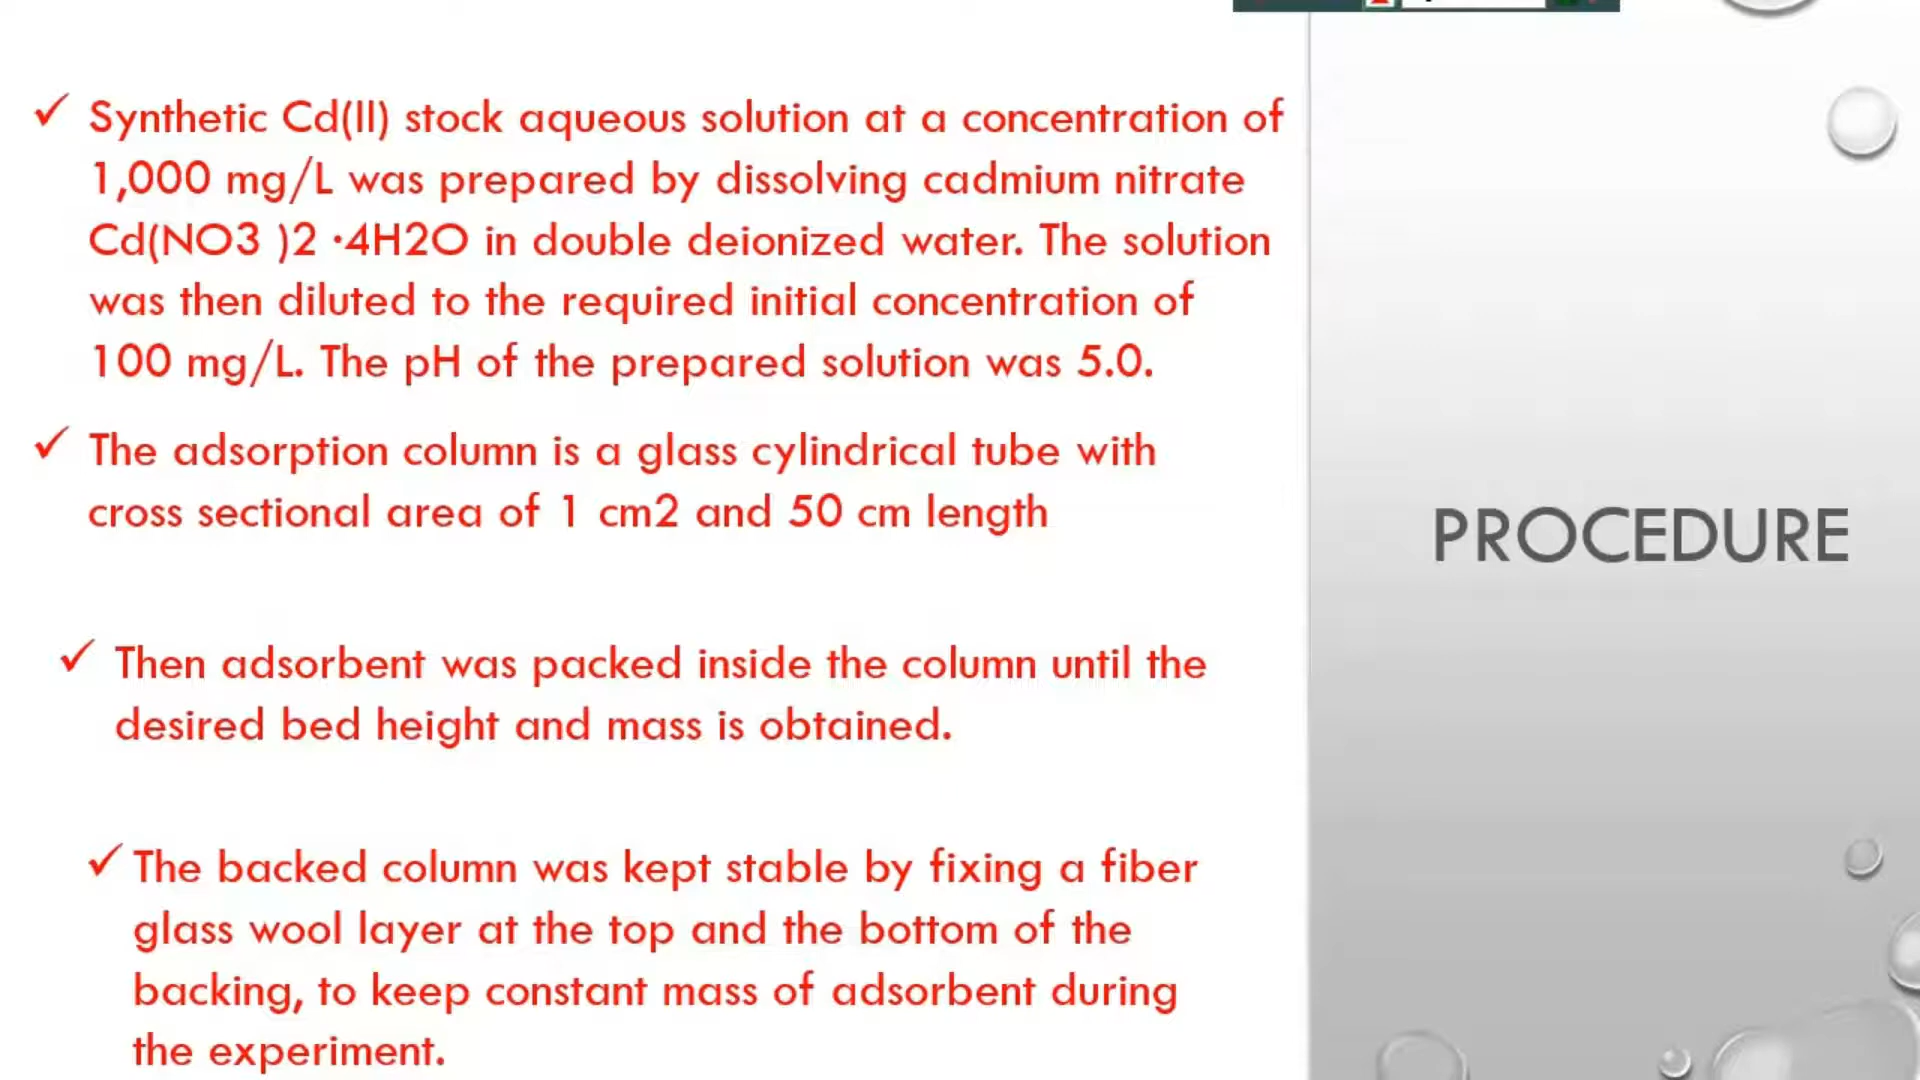 ✓ Synthetic Cd(II) stock aqueous solution at a concentration of
1,000 mg/L was prepared by dissolving cadmium nitrate
Cd(NO3 )2 ·4H2O in double deionized water. The solution
was then diluted to the required initial concentration of
100 mg/L. The pH of the prepared solution was 5.0.
✓ The adsorption column is a glass cylindrical tube with
cross sectional area of 1 cm2 and 50 cm length
PROCEDURE
✓ Then adsorbent was packed inside the column until the
desired bed height and mass is obtained.
✓ The backed column was kept stable by fixing a fiber
glass wool layer at the top and the bottom of the
backing, to keep constant mass of adsorbent during
the experiment.